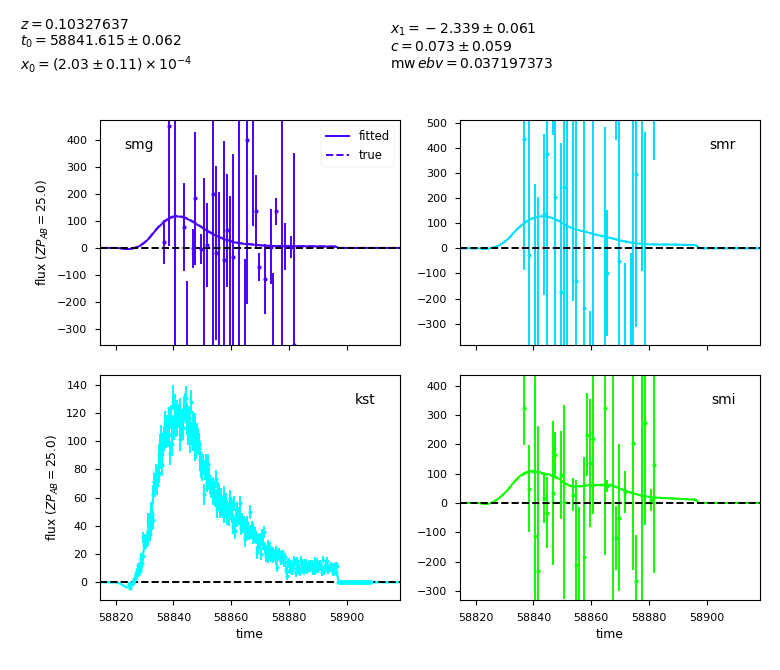 z = 0.10327637
t₀ = 58841.615 ± 0.062
x₀ = (2.03 ± 0.11) × 10⁻⁴
x₁ = −2.339 ± 0.061
c = 0.073 ± 0.059
mw ebv = 0.037197373
smg
fitted
true
400
300
200
100
0
−100
−200
−300
flux (ZP_AB = 25.0)
smr
500
400
300
200
100
0
−100
−200
−300
kst
140
120
100
80
60
40
20
0
flux (ZP_AB = 25.0)
58820 58840 58860 58880 58900
time
smi
400
300
200
100
0
−100
−200
−300
58820 58840 58860 58880 58900
time